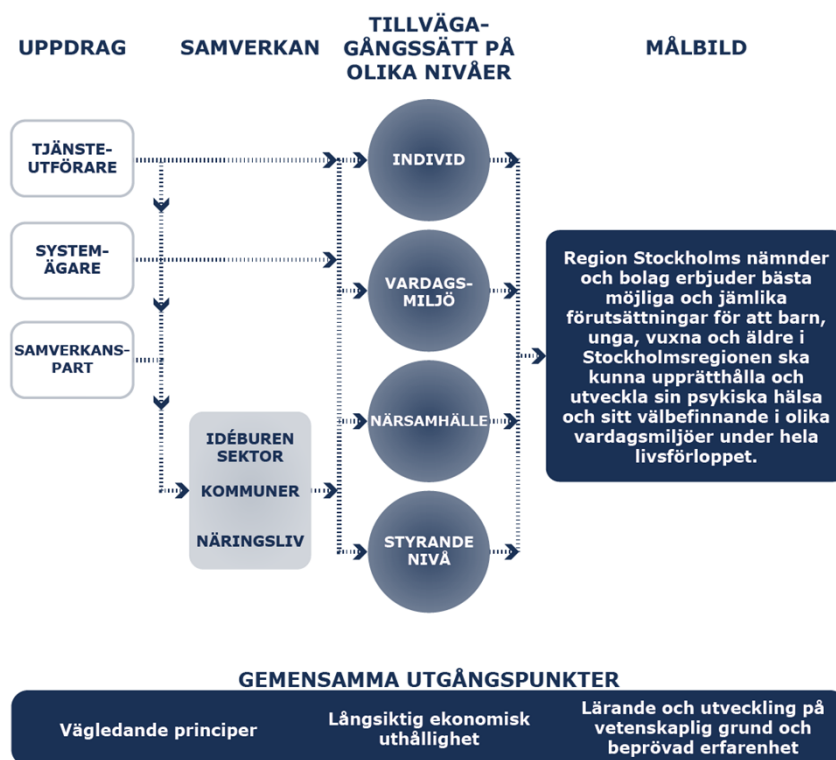 UPPDRAG
SAMVERKAN
TILLVÄGA-
GÅNGSSÄTT PÅ
OLIKA NIVÅER
MÅLBILD
TJÄNSTE-
UTFÖRARE
SYSTEM-
ÄGARE
SAMVERKANS-
PART
IDÉBUREN
SEKTOR
KOMMUNER
NÄRINGSLIV
INDIVID
VARDAGS-
MILJÖ
NÄRSAMHÄLLE
STYRANDE
NIVÅ
Region Stockholms nämnder
och bolag erbjuder bästa
möjliga och jämlika
förutsättningar för att barn,
unga, vuxna och äldre i
Stockholmsregionen ska
kunna upprätthålla och
utveckla sin psykiska hälsa
och sitt välbefinnande i olika
vardagsmiljöer under hela
livsförloppet.
GEMENSAMMA UTGÅNGSPUNKTER
Vägledande principer
Långsiktig ekonomisk
uthållighet
Lärande och utveckling på
vetenskaplig grund och
beprövad erfarenhet